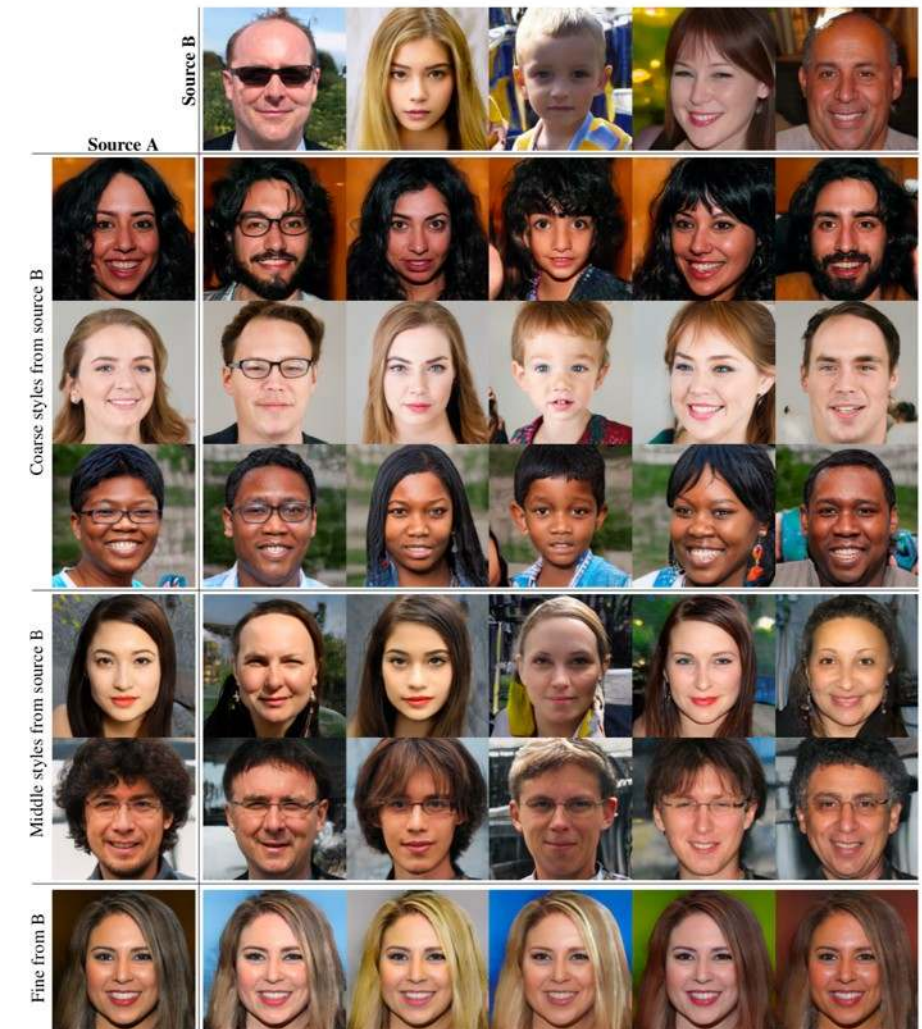 Source B
Source A
Coarse styles from source B
Middle styles from source B
Fine from B